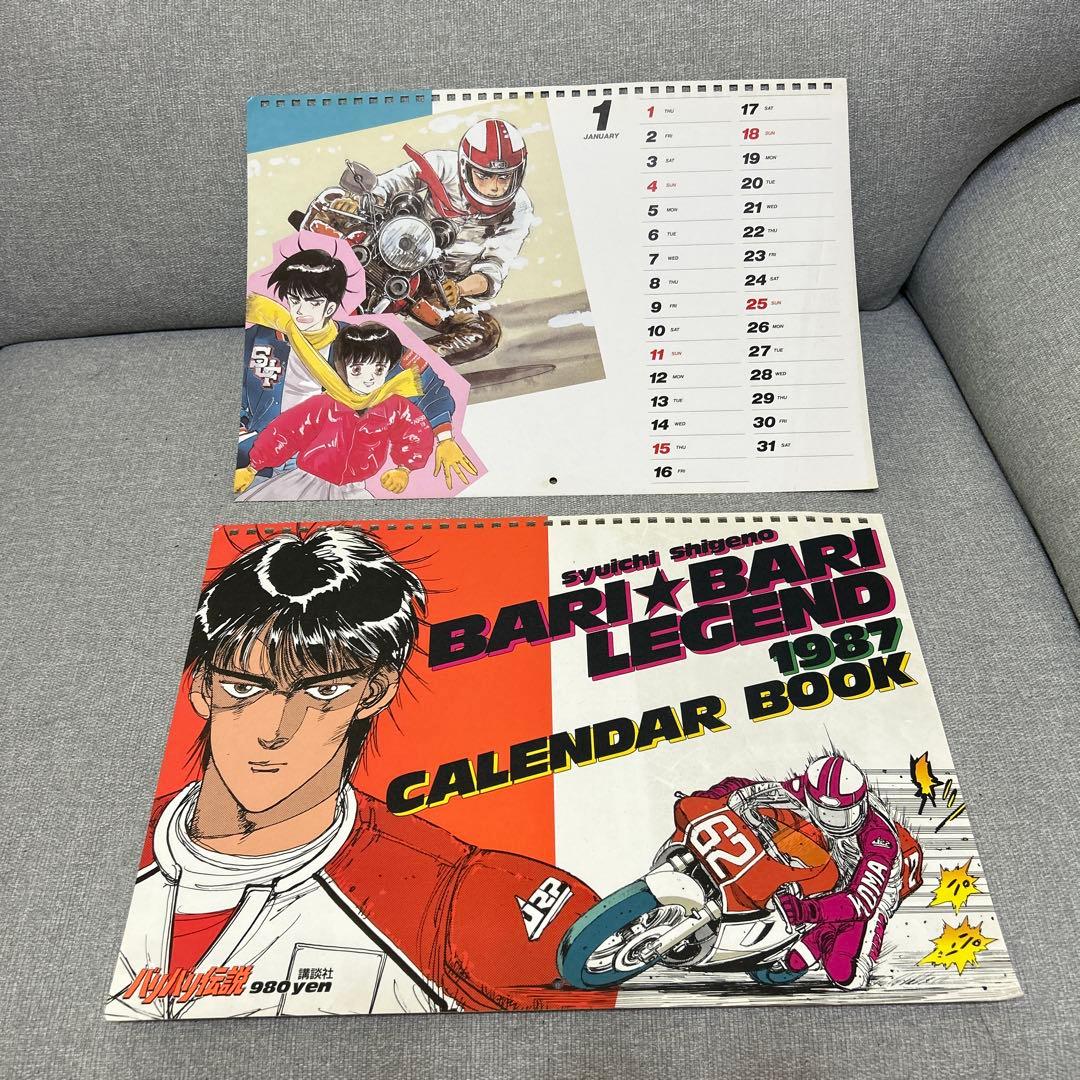 1
JANUARY
1 THU
2 FRI
3 SAT
4 SUN
5 MON
6 TUE
7 WED
8 THU
9 FRI
10 SAT
11 SUN
12 MON
13 TUE
14 WED
15 THU
16 FRI
17 SAT
18 SUN
19 MON
20 TUE
21 WED
22 THU
23 FRI
24 SAT
25 SUN
26 MON
27 TUE
28 WED
29 THU
30 FRI
31 SAT
Syuichi Shigeno
BARI★BARI
LEGEND
1987
CALENDAR BOOK
62
JRP
バリバリ伝説
講談社
980yen